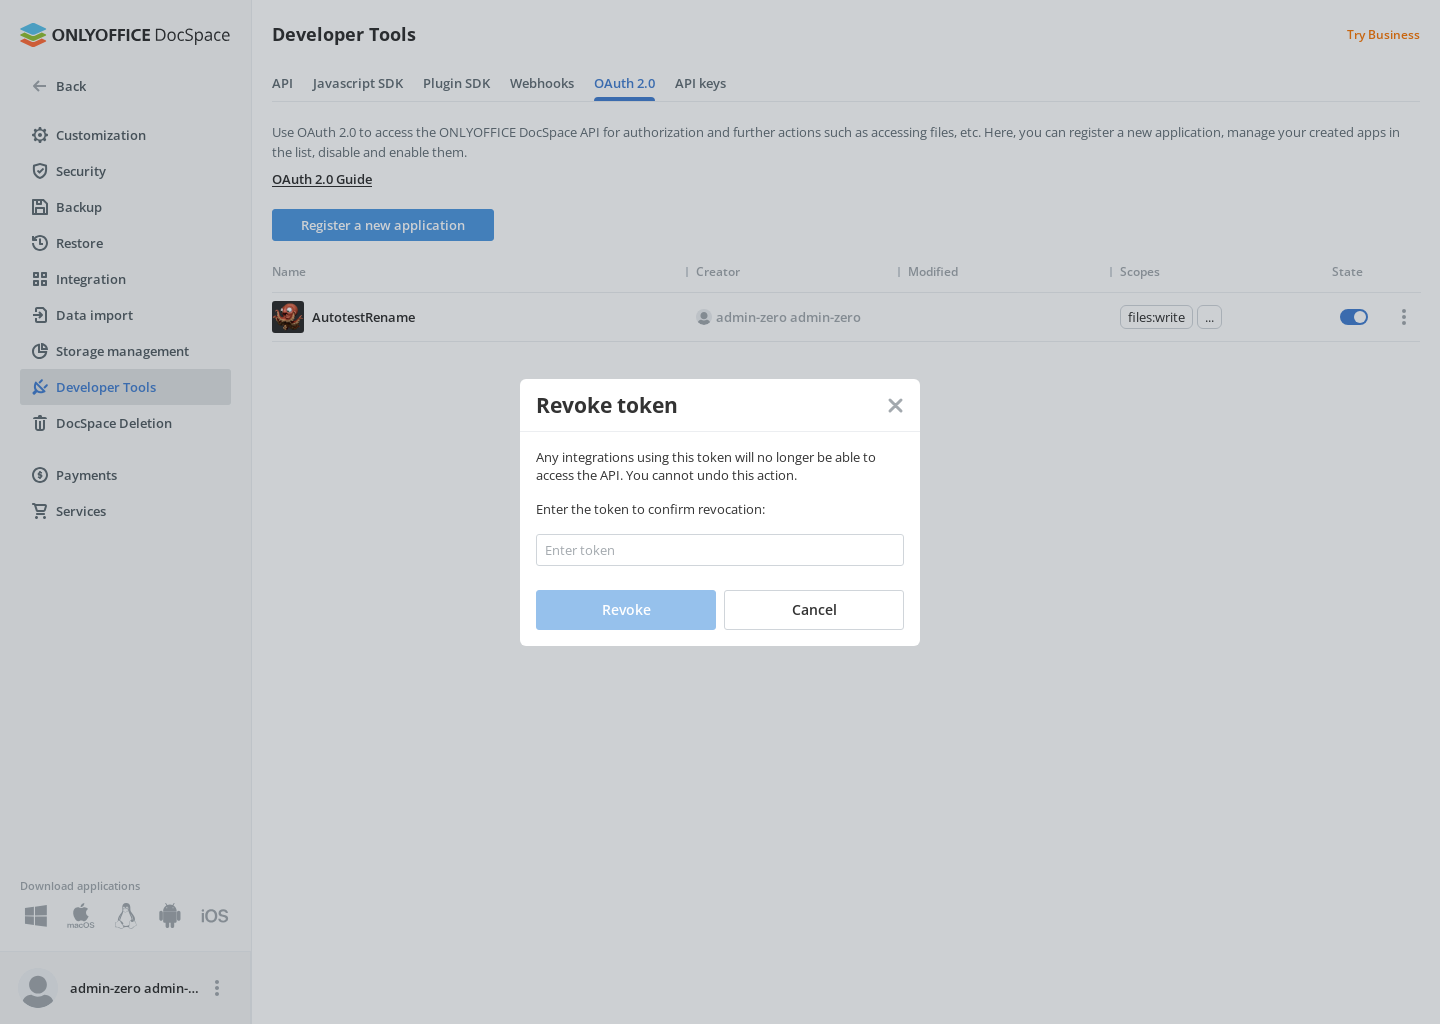 ONLYOFFICE DocSpace
Back
Customization
Security
Backup
Restore
Integration
Data import
Storage management
Developer Tools
DocSpace Deletion
Payments
Services
Download applications
macOS
iOS
admin-zero admin-...
Developer Tools
Try Business
API Javascript SDK Plugin SDK Webhooks OAuth 2.0 API keys
Use OAuth 2.0 to access the ONLYOFFICE DocSpace API for authorization and further actions such as accessing files, etc. Here, you can register a new application, manage your created apps in
the list, disable and enable them.
OAuth 2.0 Guide
Register a new application
Name Creator Modified Scopes State
AutotestRename admin-zero admin-zero files:write ...
Revoke token
Any integrations using this token will no longer be able to
access the API. You cannot undo this action.
Enter the token to confirm revocation:
Enter token
Revoke Cancel